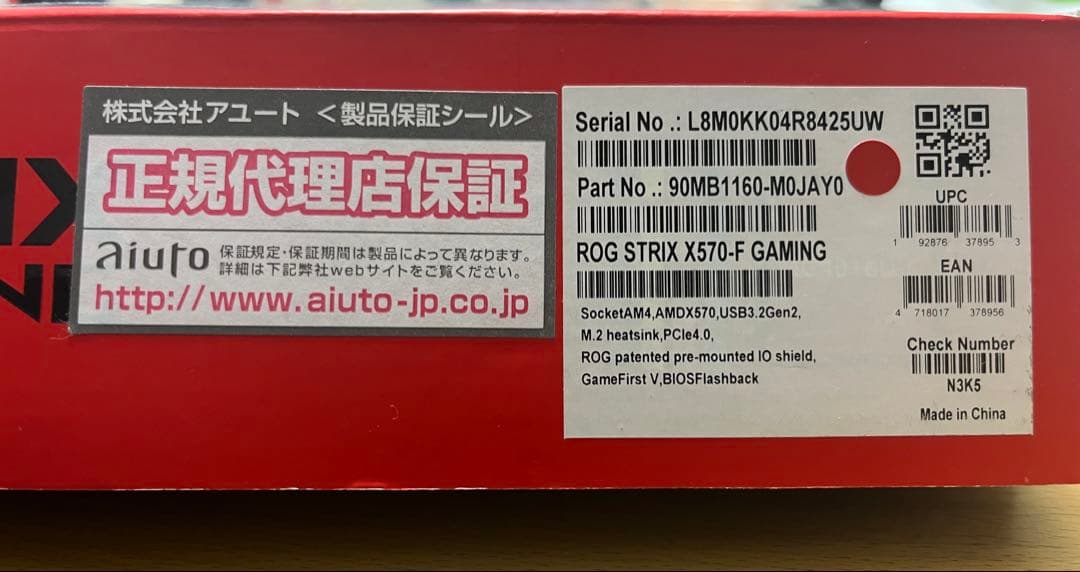 株式会社アユート <製品保証シール>
正規代理店保証
aiuto 保証規定・保証期間は製品によって異なります。
詳細は下記弊社webサイトをご覧ください。
http://www.aiuto-jp.co.jp
Serial No .: L8M0KK04R8425UW
Part No .: 90MB1160-M0JAY0
ROG STRIX X570-F GAMING
SocketAM4,AMDX570,USB3.2Gen2,
M.2 heatsink,PCIe4.0,
ROG patented pre-mounted IO shield,
GameFirst V,BIOSFlashback
UPC
1 92876 37895 3
EAN
4 718017 378956
Check Number
N3K5
Made in China